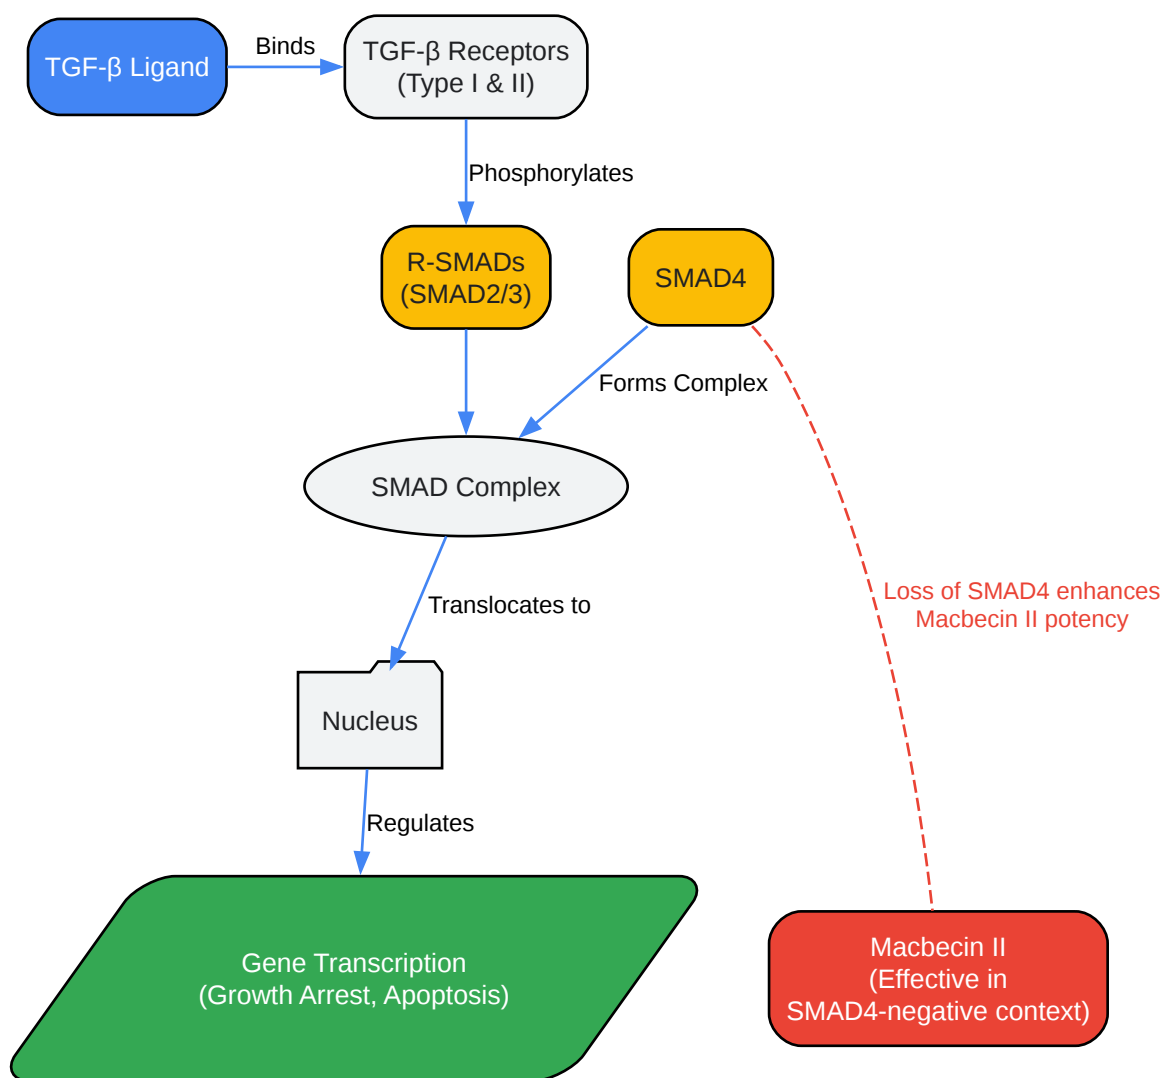 TGF-β Ligand
Binds
TGF-β Receptors
(Type I & II)
Phosphorylates
R-SMADs
(SMAD2/3)
SMAD4
Forms Complex
SMAD Complex
Loss of SMAD4 enhances
Macbecin II potency
Translocates to
Nucleus
Regulates
Gene Transcription
(Growth Arrest, Apoptosis)
Macbecin II
(Effective in
SMAD4-negative context)